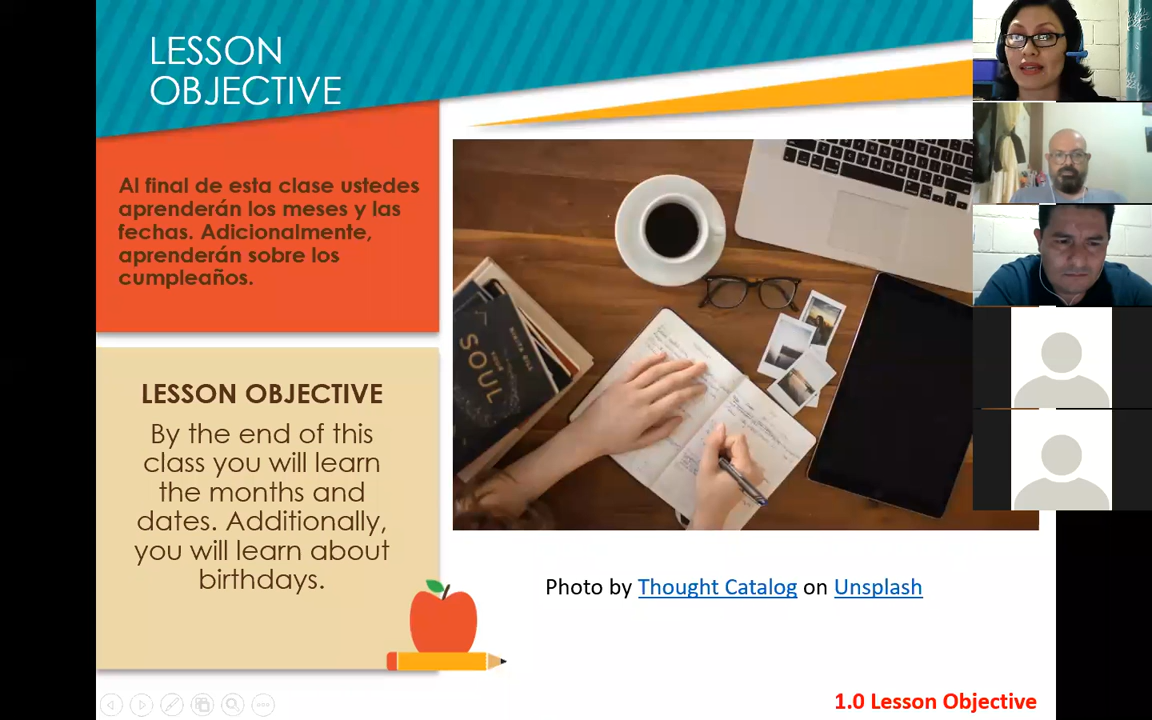 LESSON
OBJECTIVE
Al final de esta clase ustedes
aprenderán los meses y las
fechas. Adicionalmente,
aprenderán sobre los
cumpleaños.
LESSON OBJECTIVE
By the end of this
class you will learn
the months and
dates. Additionally,
you will learn about
birthdays.
SOUL
Photo by Thought Catalog on Unsplash
1.0 Lesson Objective